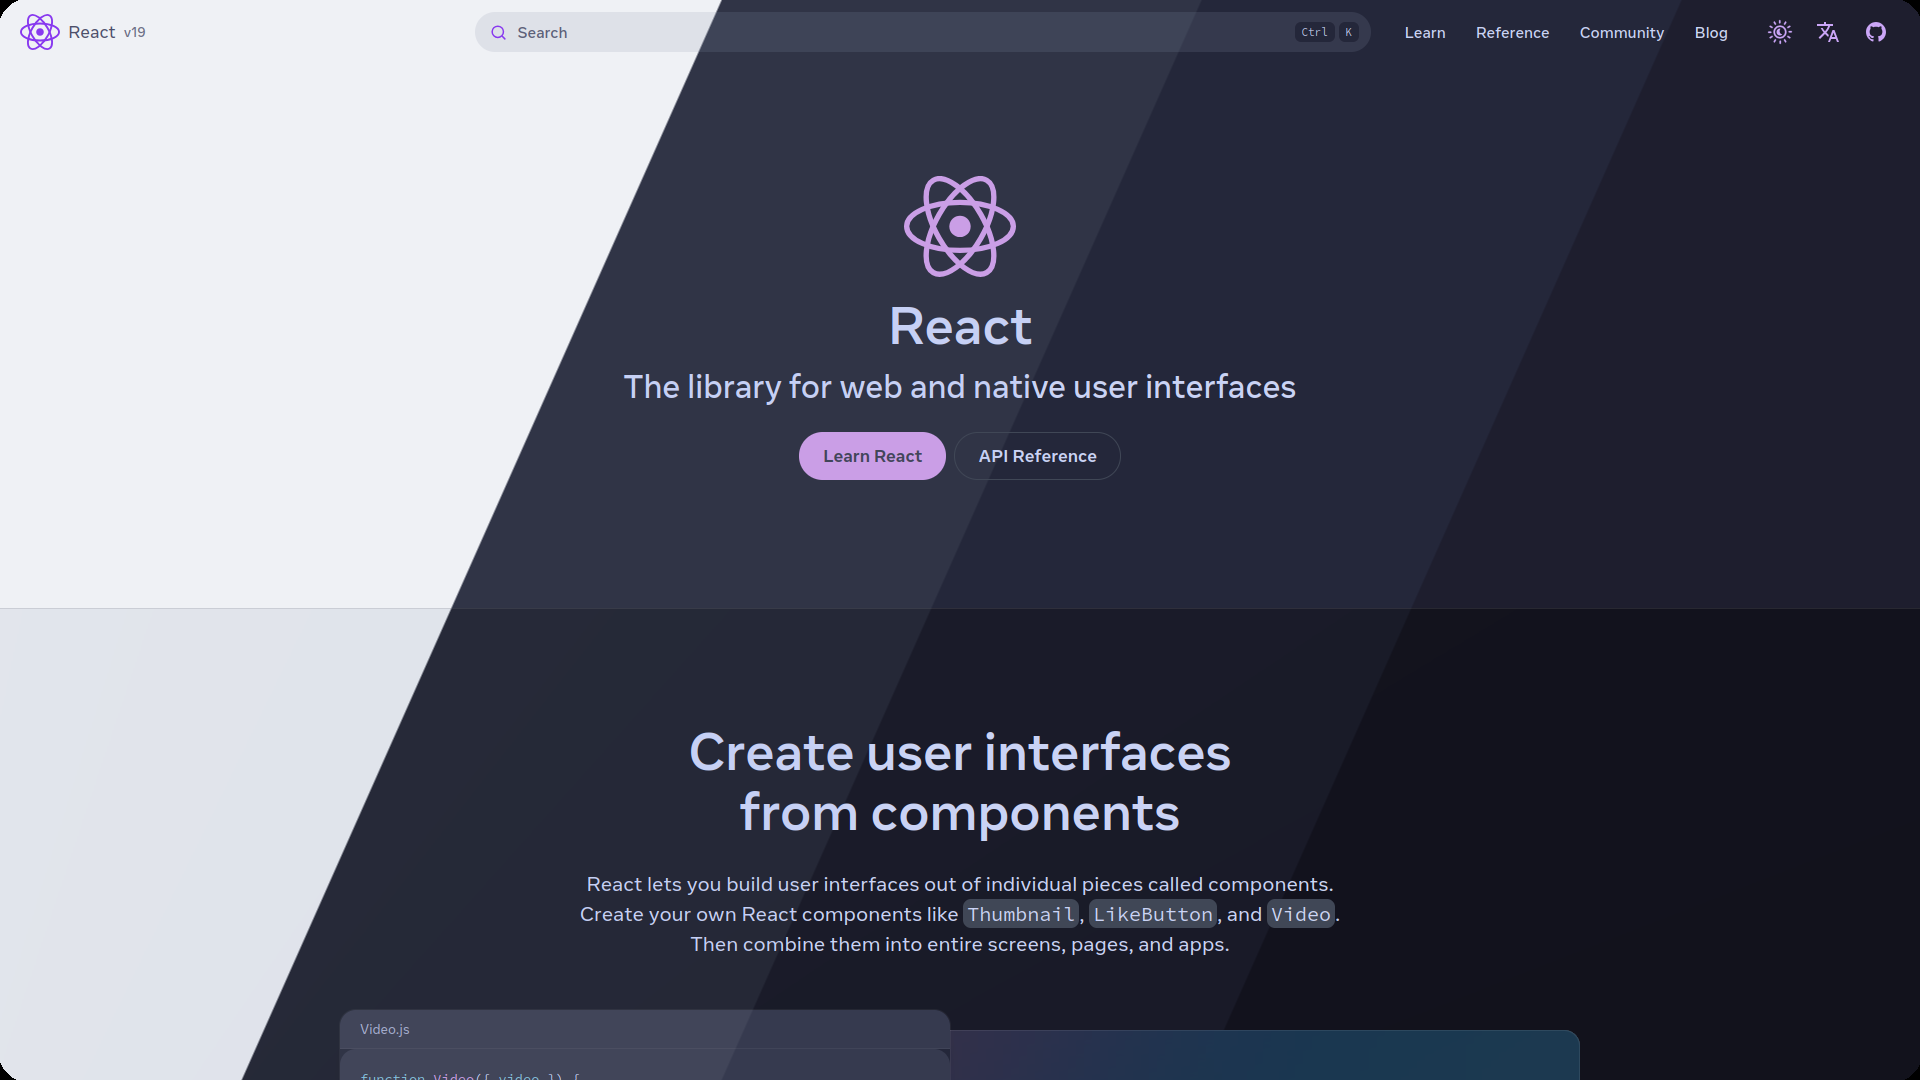 React v19
Search
Ctrl K
Learn
Reference
Community
Blog
React
The library for web and native user interfaces
Learn React
API Reference
Create user interfaces
from components
React lets you build user interfaces out of individual pieces called components.
Create your own React components like Thumbnail, LikeButton, and Video.
Then combine them into entire screens, pages, and apps.
Video.js
function Video({ video }) {